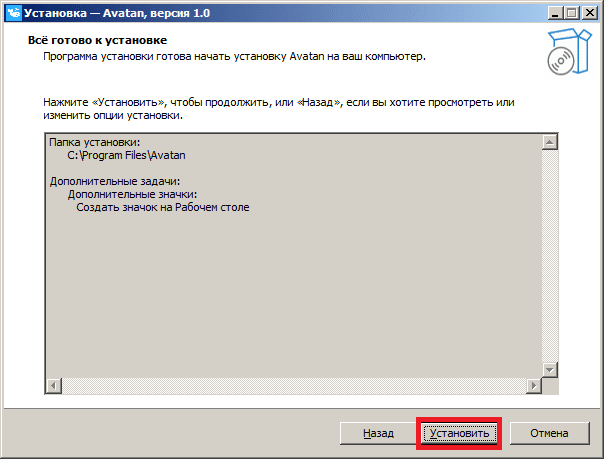 Установка — Avatan, версия 1.0
Всё готово к установке
Программа установки готова начать установку Avatan на ваш компьютер.
Нажмите «Установить», чтобы продолжить, или «Назад», если вы хотите просмотреть или
изменить опции установки.
Папка установки:
C:\Program Files\Avatan
Дополнительные задачи:
Дополнительные значки:
Создать значок на Рабочем столе
Назад
Установить
Отмена